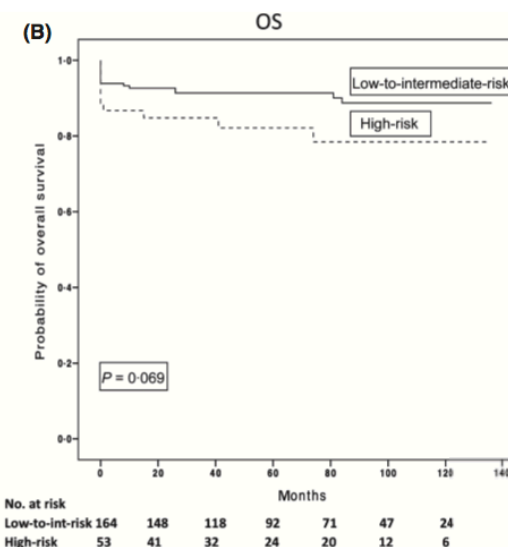 OS
(B)
Low-to-intermediate-risk
High-risk
Probability of overall survival
1·0
0·8
0·6
0·4
0·2
0·0
P = 0·069
0 20 40 60 80 100 120 140
Months
No. at risk
Low-to-int-risk 164 148 118 92 71 47 24
High-risk 53 41 32 24 20 12 6